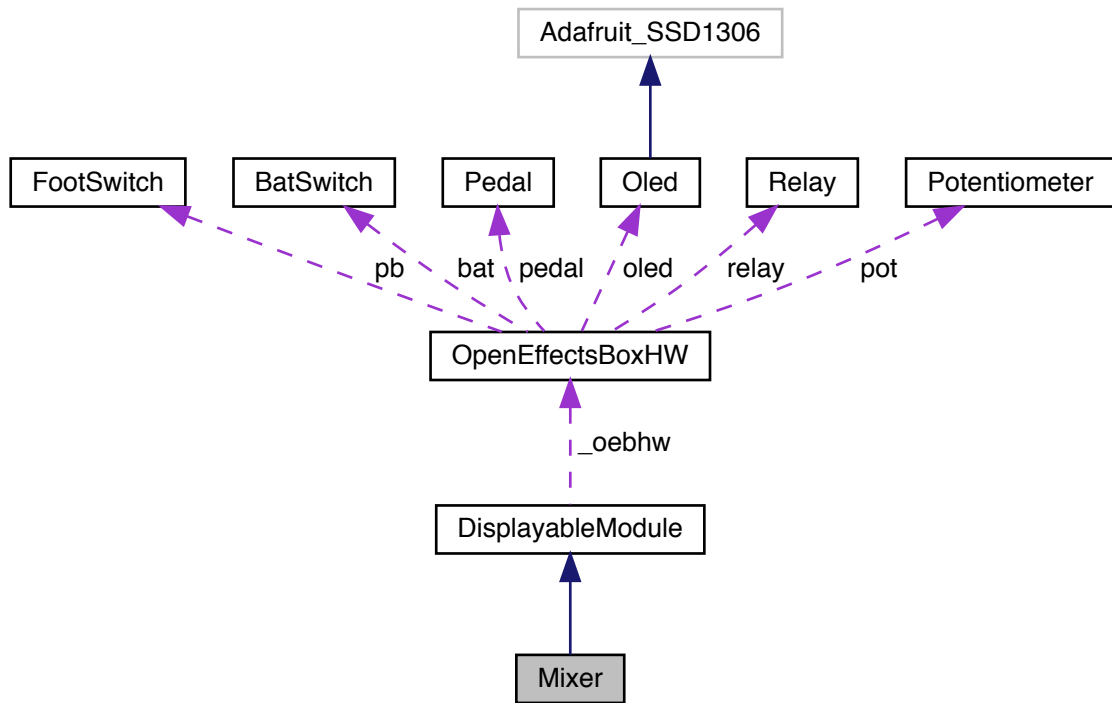 Adafruit_SSD1306
FootSwitch
BatSwitch
Pedal
Oled
Relay
Potentiometer
pb
bat
pedal
oled
relay
pot
OpenEffectsBoxHW
_oebhw
DisplayableModule
Mixer